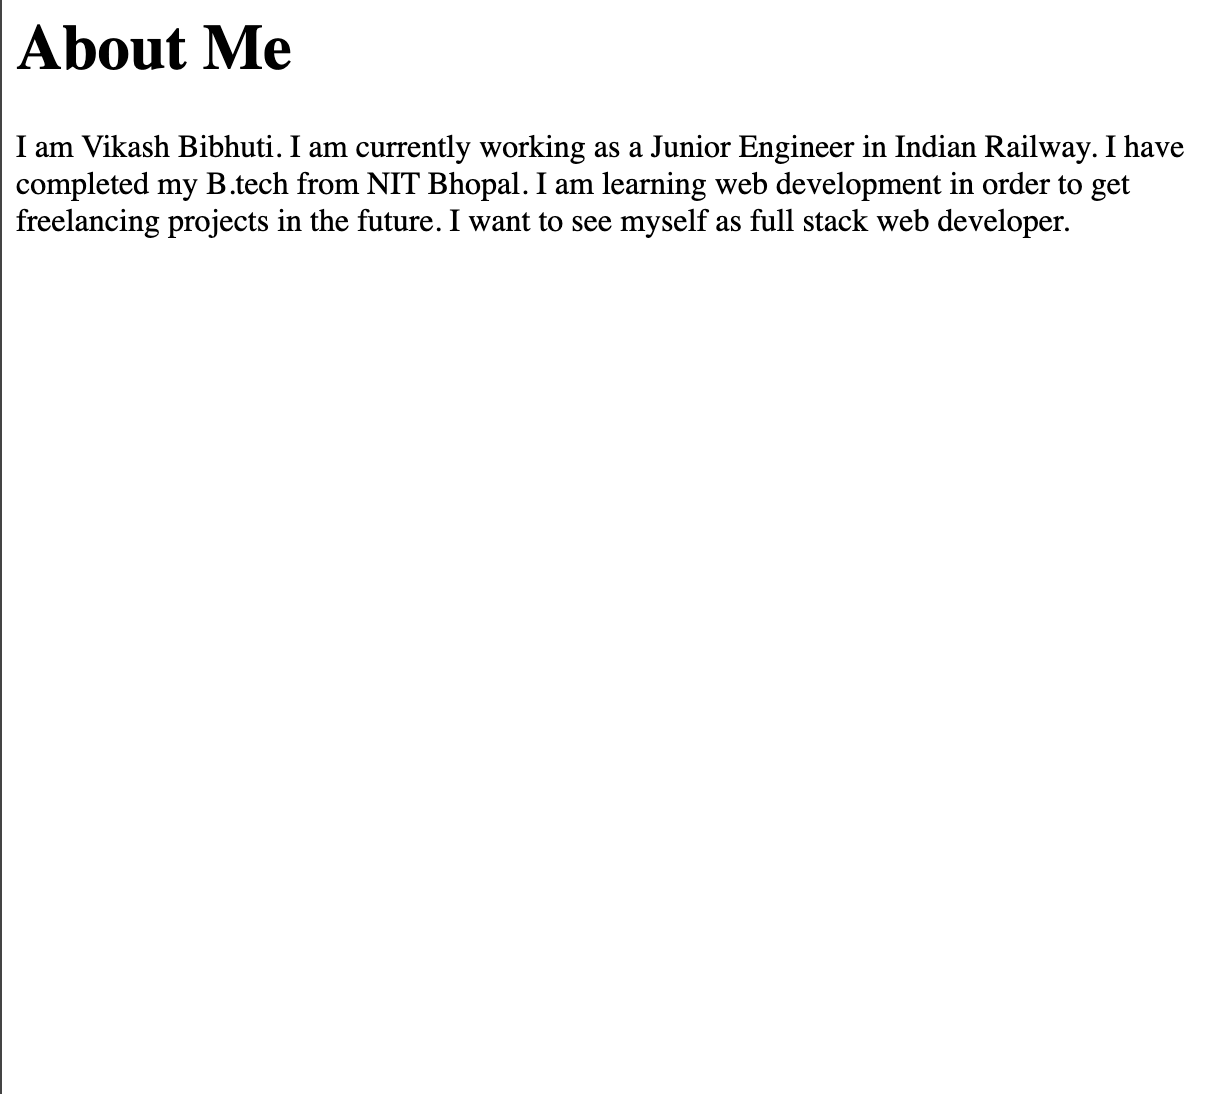 About Me
I am Vikash Bibhuti. I am currently working as a Junior Engineer in Indian Railway. I have
completed my B.tech from NIT Bhopal. I am learning web development in order to get
freelancing projects in the future. I want to see myself as full stack web developer.